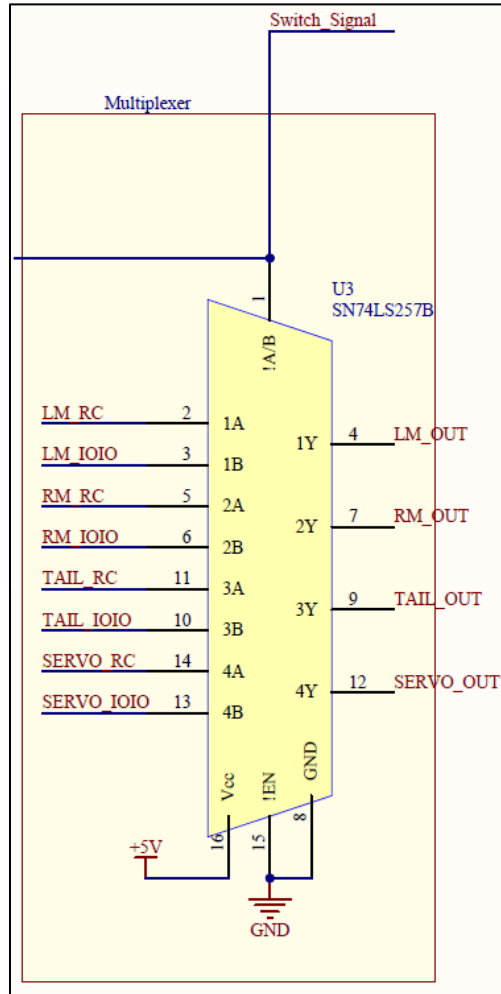 Switch_Signal
Multiplexer
U3
SN74LS257B
1
!A/B
LM_RC 2 1A
1Y 4 LM_OUT
LM_IOIO 3 1B
RM_RC 5 2A
2Y 7 RM_OUT
RM_IOIO 6 2B
TAIL_RC 11 3A
3Y 9 TAIL_OUT
TAIL_IOIO 10 3B
SERVO_RC 14 4A
4Y 12 SERVO_OUT
SERVO_IOIO 13 4B
Vcc !EN GND
16 15 8
+5V
GND